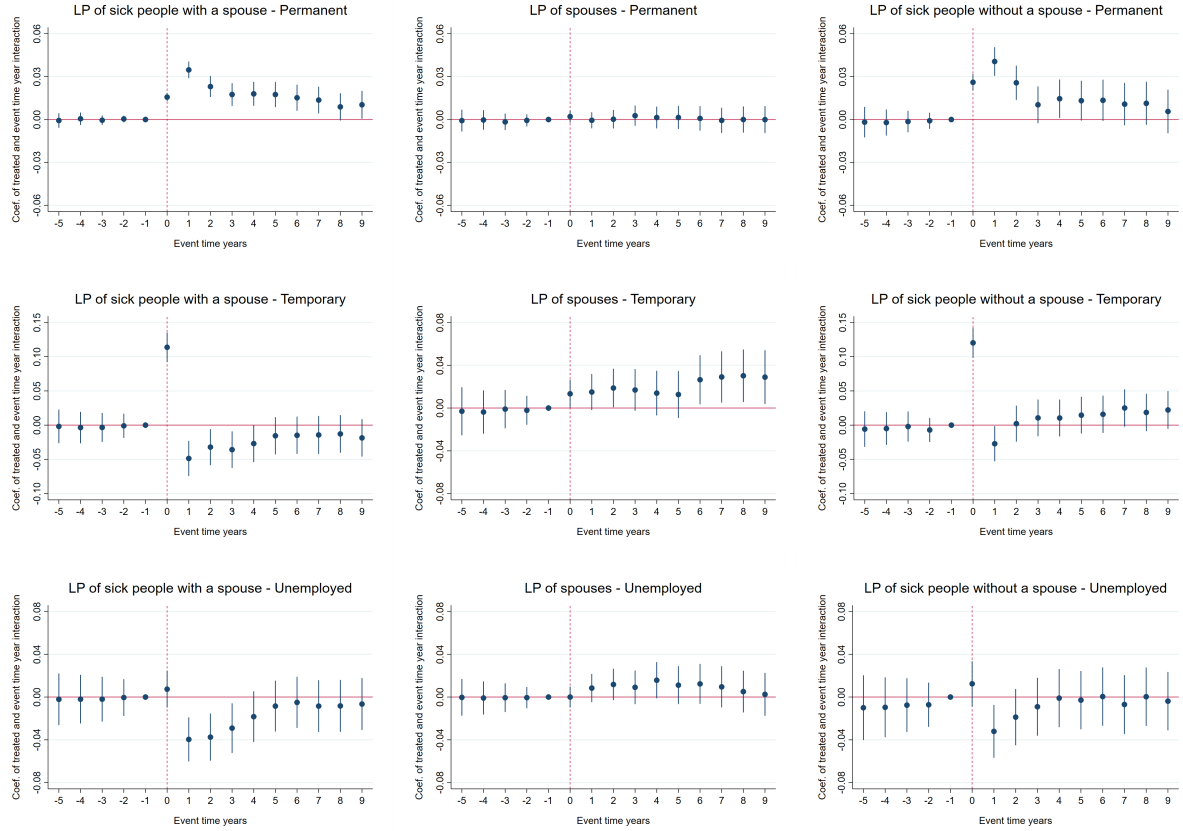 LP of sick people with a spouse - Permanent
Coef. of treated and event time year interaction
0.06
0.03
0.00
-0.03
-0.06
-5 -4 -3 -2 -1 0 1 2 3 4 5 6 7 8 9
Event time years
LP of spouses - Permanent
Coef. of treated and event time year interaction
0.06
0.03
0.00
-0.03
-0.06
-5 -4 -3 -2 -1 0 1 2 3 4 5 6 7 8 9
Event time years
LP of sick people without a spouse - Permanent
Coef. of treated and event time year interaction
0.06
0.03
0.00
-0.03
-0.06
-5 -4 -3 -2 -1 0 1 2 3 4 5 6 7 8 9
Event time years
LP of sick people with a spouse - Temporary
Coef. of treated and event time year interaction
0.15
0.10
0.05
0.00
-0.05
-0.10
-5 -4 -3 -2 -1 0 1 2 3 4 5 6 7 8 9
Event time years
LP of spouses - Temporary
Coef. of treated and event time year interaction
0.08
0.04
0.00
-0.04
-0.08
-5 -4 -3 -2 -1 0 1 2 3 4 5 6 7 8 9
Event time years
LP of sick people without a spouse - Temporary
Coef. of treated and event time year interaction
0.15
0.10
0.05
0.00
-0.05
-0.10
-5 -4 -3 -2 -1 0 1 2 3 4 5 6 7 8 9
Event time years
LP of sick people with a spouse - Unemployed
Coef. of treated and event time year interaction
0.08
0.04
0.00
-0.04
-0.08
-5 -4 -3 -2 -1 0 1 2 3 4 5 6 7 8 9
Event time years
LP of spouses - Unemployed
Coef. of treated and event time year interaction
0.08
0.04
0.00
-0.04
-0.08
-5 -4 -3 -2 -1 0 1 2 3 4 5 6 7 8 9
Event time years
LP of sick people without a spouse - Unemployed
Coef. of treated and event time year interaction
0.08
0.04
0.00
-0.04
-0.08
-5 -4 -3 -2 -1 0 1 2 3 4 5 6 7 8 9
Event time years